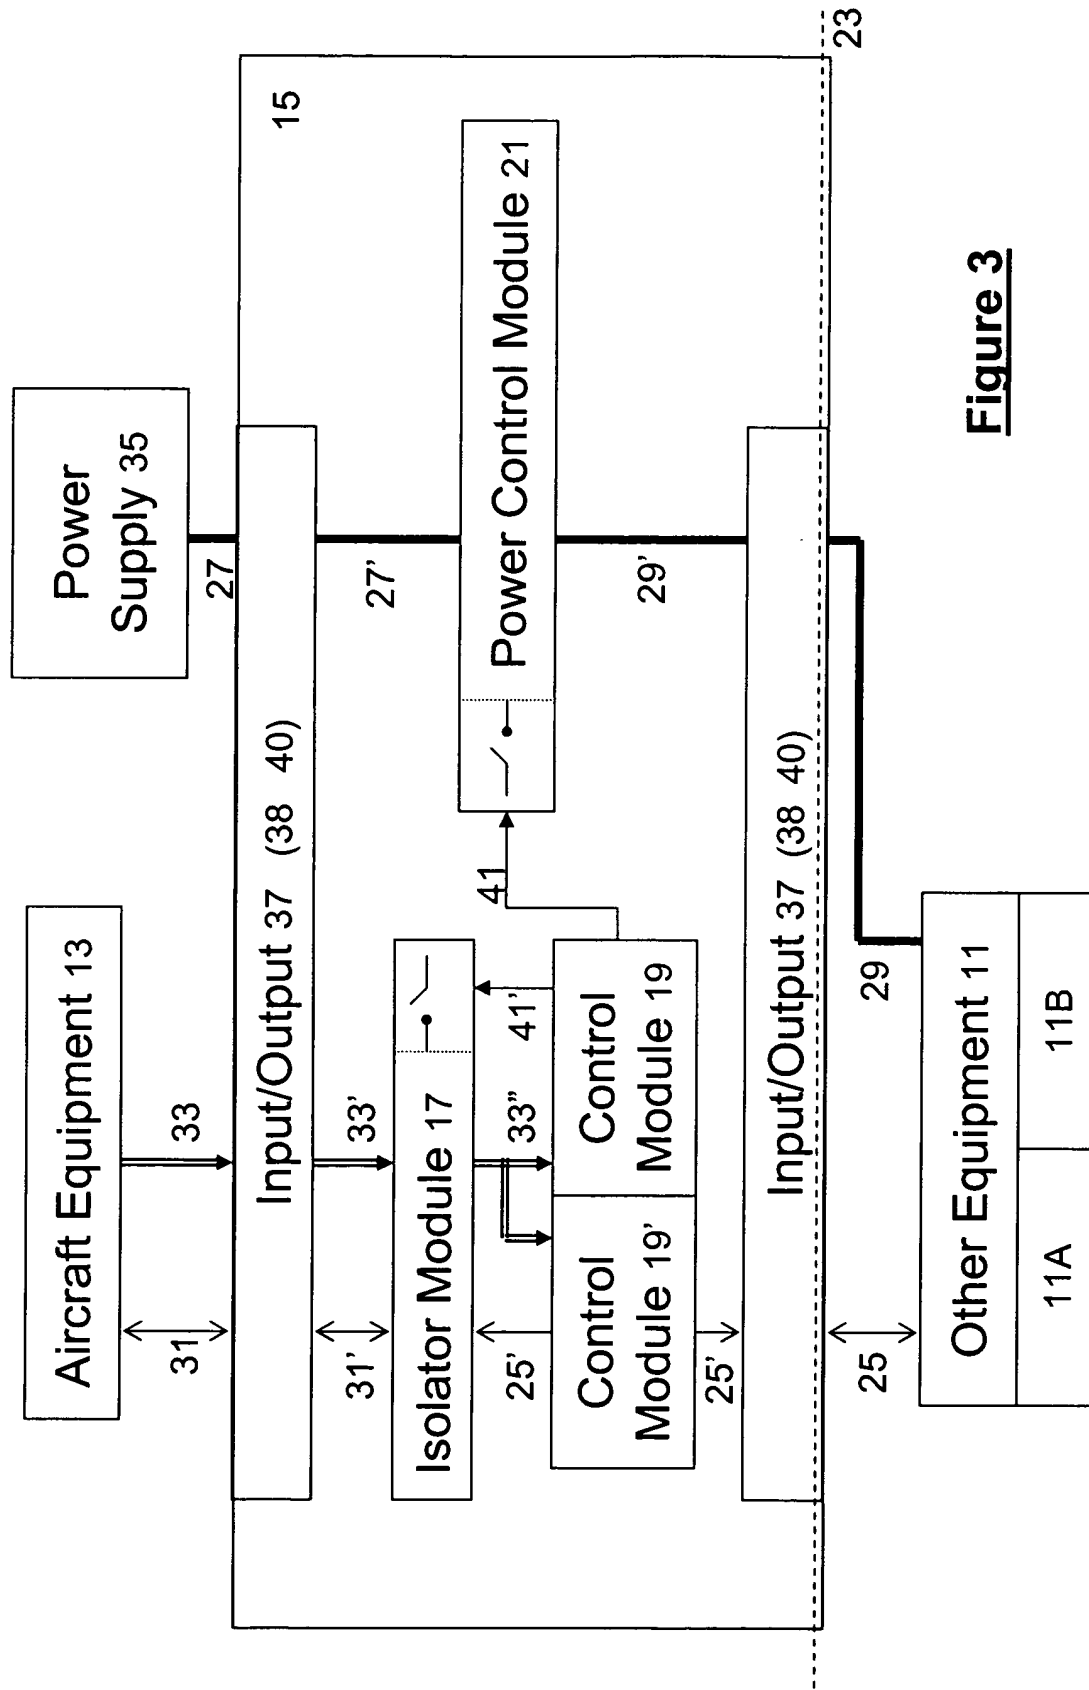 Aircraft Equipment 13
Power
Supply 35
31
33
27
15
Input/Output 37 (38 40)
31'
33'
27'
Isolator Module 17
41
Power Control Module 21
25'
33"
41'
Control
Module 19'
Control
Module 19
25'
29'
Input/Output 37 (38 40)
23
25
29
Other Equipment 11
11A
11B
Figure 3